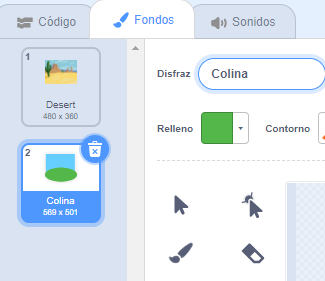 Código
Fondos
Sonidos
1
Desert
480 x 360
2
Colina
569 x 501
Disfraz
Colina
Relleno
Contorno